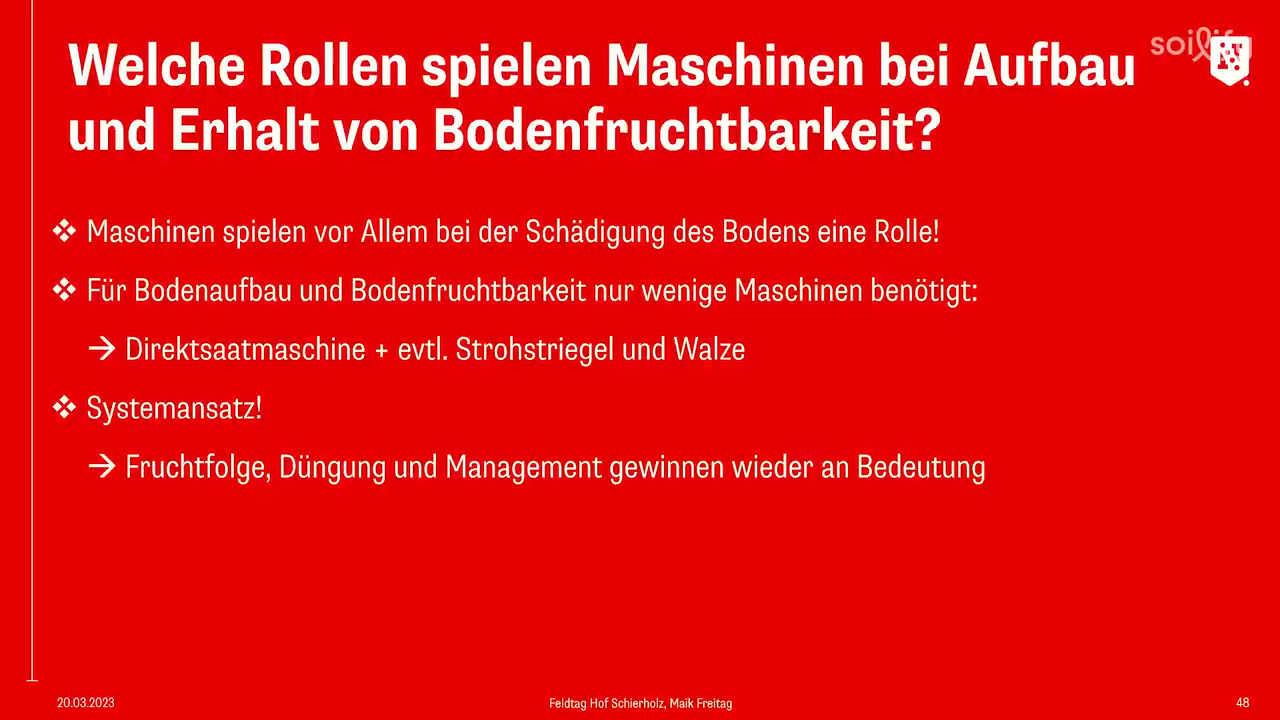 Welche Rollen spielen Maschinen bei Aufbau
und Erhalt von Bodenfruchtbarkeit?
soilify
❖ Maschinen spielen vor Allem bei der Schädigung des Bodens eine Rolle!
❖ Für Bodenaufbau und Bodenfruchtbarkeit nur wenige Maschinen benötigt:
→ Direktsaatmaschine + evtl. Strohstriegel und Walze
❖ Systemansatz!
→ Fruchtfolge, Düngung und Management gewinnen wieder an Bedeutung
20.03.2023
Feldtag Hof Schierholz, Maik Freitag
48